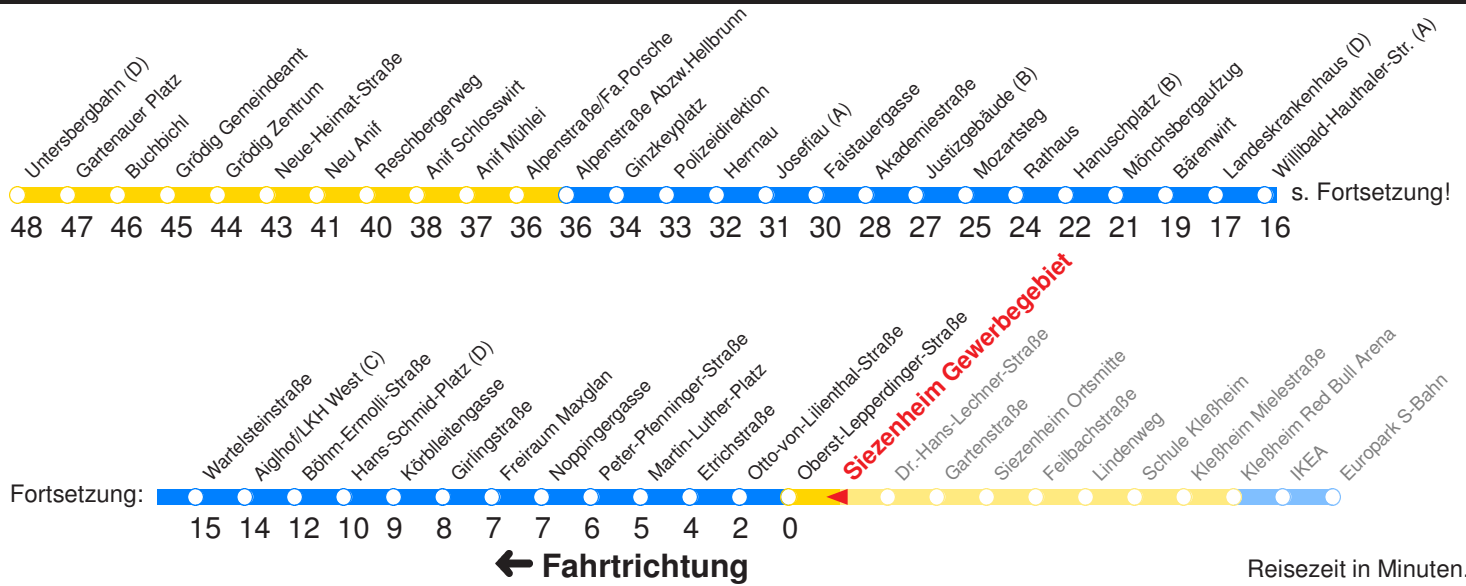 Untersbergbahn (D)
Gartenauer Platz
Buchbichl
Grödig Gemeindeamt
Grödig Zentrum
Neue-Heimat-Straße
Neu Anif
Reschbergerweg
Anif Schlosswirt
Anif Mühlei
Alpenstraße/Fa.Porsche
Alpenstraße Abzw.Hellbrunn
Ginzkeyplatz
Polizeidirektion
Herrnau
Josefiau (A)
Faistauergasse
Akademiestraße
Justizgebäude (B)
Mozartsteg
Rathaus
Hanuschplatz (B)
Mönchsbergaufzug
Bärenwirt
Landeskrankenhaus (D)
Willibald-Hauthaler-Str. (A)
s. Fortsetzung!
48 47 46 45 44 43 41 40 38 37 36 36 34 33 32 31 30 28 27 25 24 22 21 19 17 16
Fortsetzung:
Wartelsteinstraße
Aiglhof/LKH West (C)
Böhm-Ermolli-Straße
Hans-Schmid-Platz (D)
Körblleitengasse
Girlingstraße
Freiraum Maxglan
Noppingergasse
Peter-Pfenninger-Straße
Martin-Luther-Platz
Etrichstraße
Otto-von-Lilienthal-Straße
Oberst-Lepperdinger-Straße
Siezenheim Gewerbegebiet
Dr.-Hans-Lechner-Straße
Gartenstraße
Siezenheim Ortsmitte
Feilbachstraße
Lindenweg
Schule Kleßheim
Kleßheim Mielestraße
Kleßheim Red Bull Arena
IKEA
Europark S-Bahn
15 14 12 10 9 8 7 7 6 5 4 2 0
Fahrtrichtung
Reisezeit in Minuten.